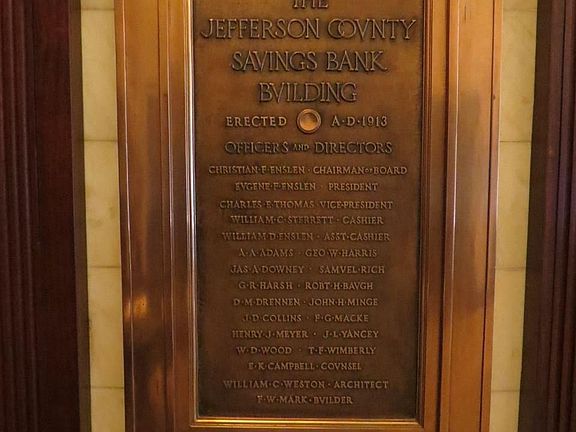 THE
JEFFERSON COVNTY
SAVINGS BANK
BVILDING
ERECTED A·D·1913
OFFICERS AND DIRECTORS
CHRISTIAN·F·ENSLEN · CHAIRMAN OF BOARD
EVGENE·F·ENSLEN · PRESIDENT
CHARLES·E·THOMAS VICE-PRESIDENT
WILLIAM·C·STERRETT · CASHIER
WILLIAM·D·ENSLEN · ASST·CASHIER
A·A·ADAMS · GEO·W·HARRIS
JAS·A·DOWNEY · SAMVEL·RICH
G·R·HARSH · ROBT·H·BAVGH
D·M·DRENNEN · JOHN·H·MINGE
J·D·COLLINS · F·G·MACKE
HENRY·J·MEYER · J·L·YANCEY
W·D·WOOD · T·F·WIMBERLY
E·K·CAMPBELL · COVNSEL
WILLIAM·C·WESTON · ARCHITECT
F·W·MARK · BVILDER